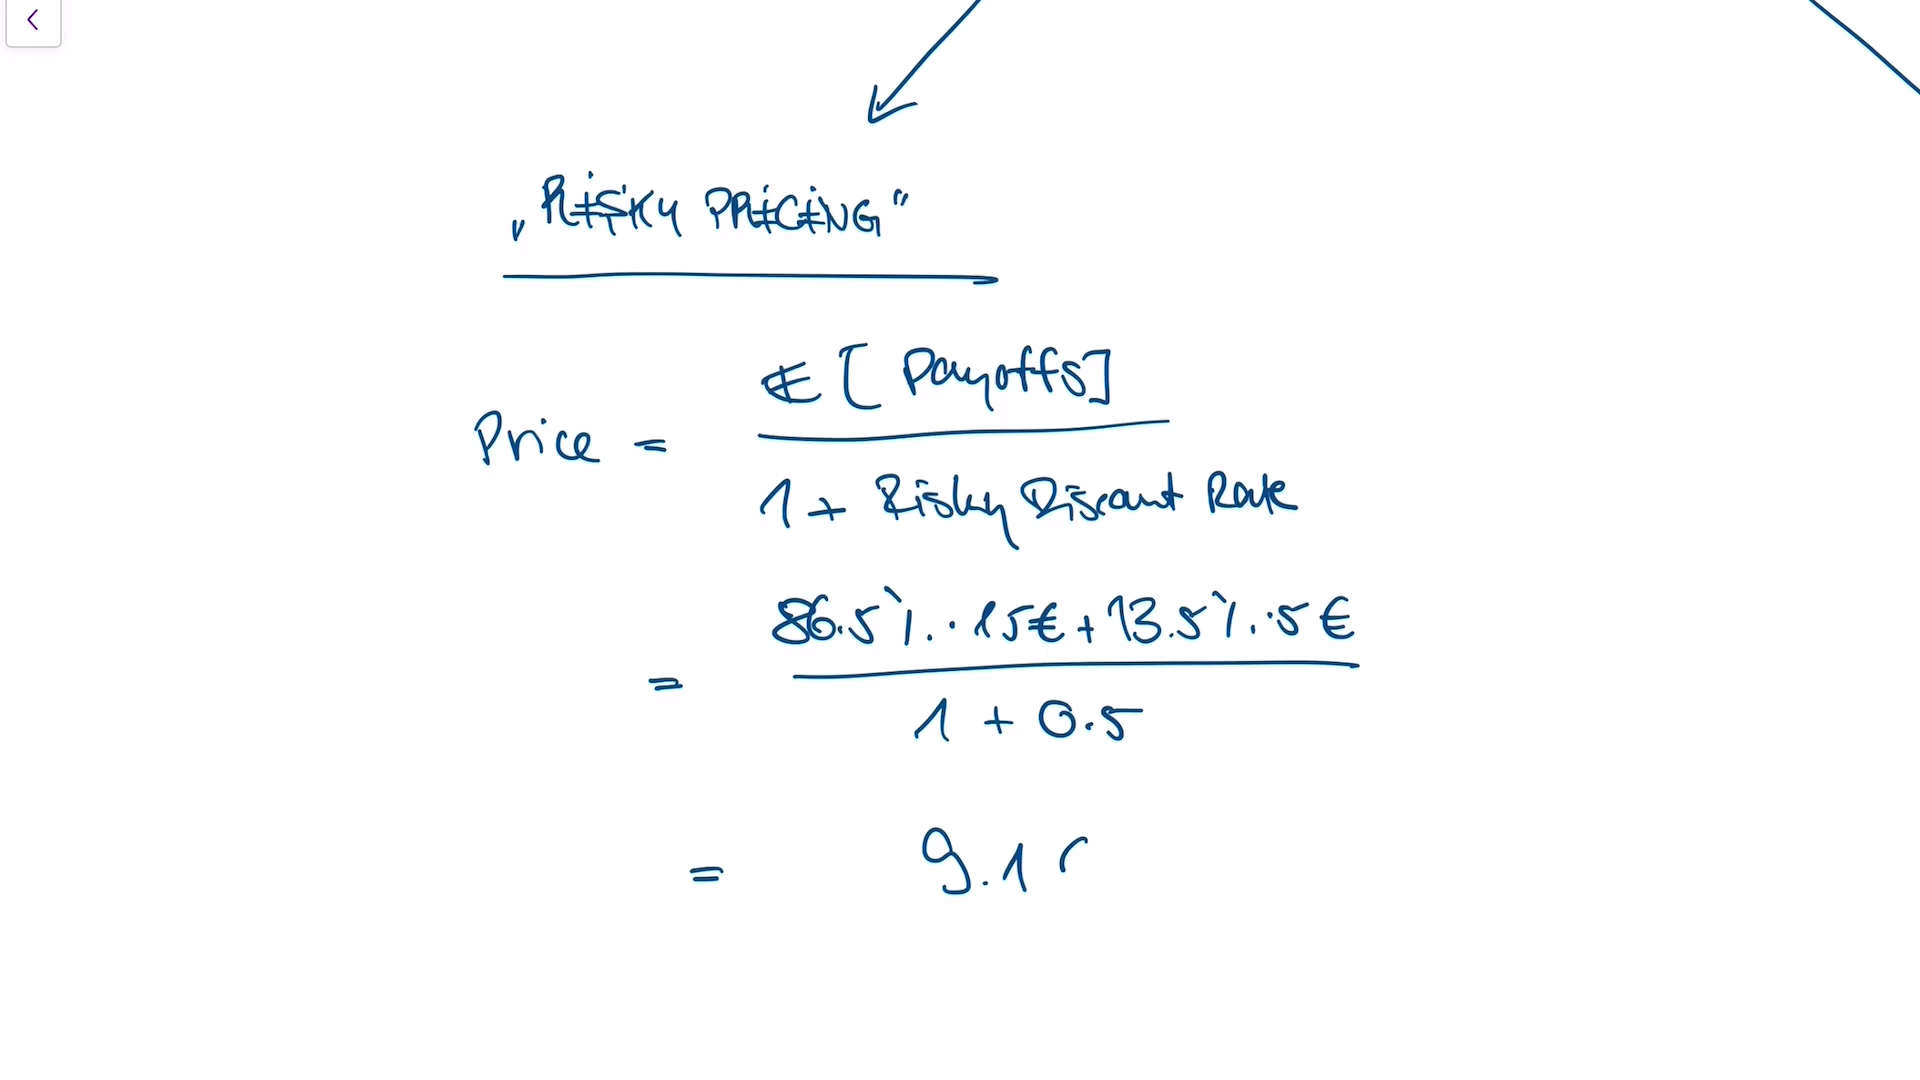 „RISKY PRICING“
Price = E [ Payoffs] / 1 + Risky Discount Rate
= 86.5% · 15€ + 13.5% · 5€ / 1 + 0.5
= 9.1